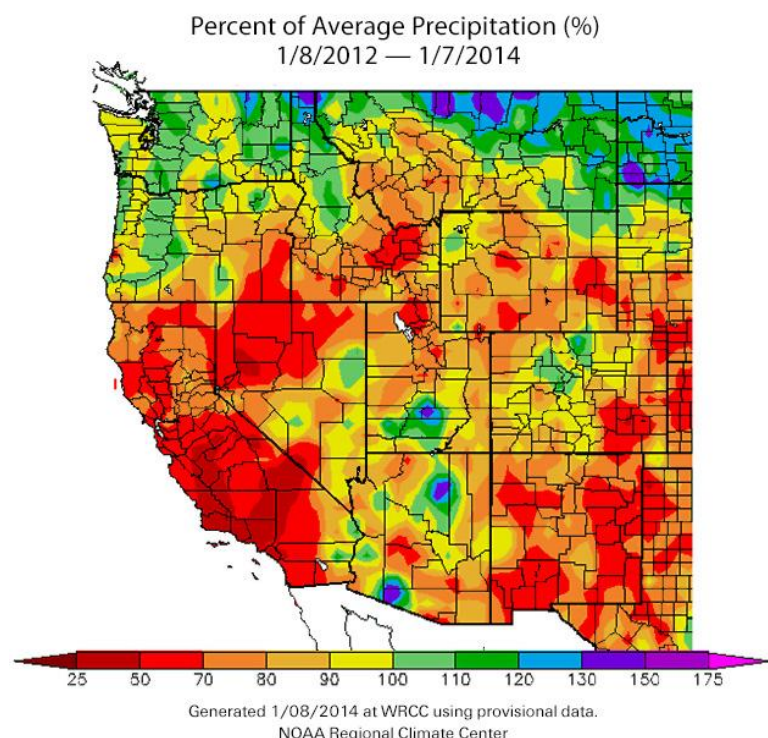 Percent of Average Precipitation (%)
1/8/2012 — 1/7/2014
25 50 70 80 90 100 110 120 130 150 175
Generated 1/08/2014 at WRCC using provisional data.
NOAA Regional Climate Center